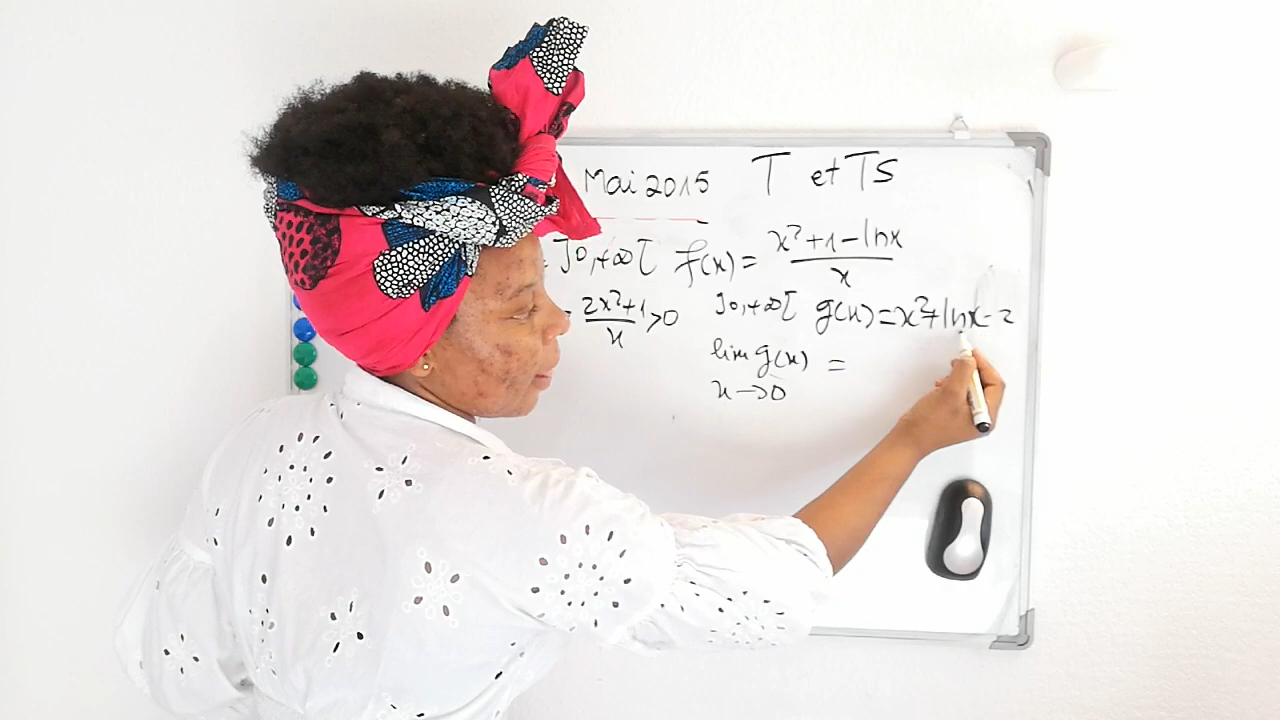 Mai 2015 T et TS
]0,+∞[ f(x) = x²+1-lnx / x
= 2x²+1 / x >0 ]0,+∞[ g(x)=x²+lnx-2
lim g(x) =
x→0